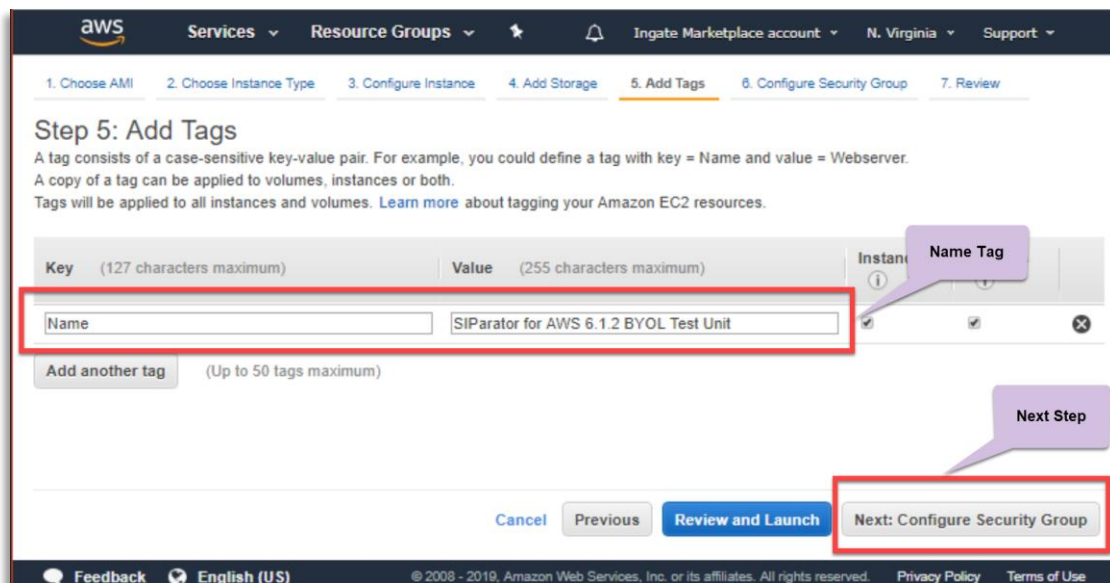 aws Services Resource Groups Ingate Marketplace account N. Virginia Support
1. Choose AMI 2. Choose Instance Type 3. Configure Instance 4. Add Storage 5. Add Tags 6. Configure Security Group 7. Review
Step 5: Add Tags
A tag consists of a case-sensitive key-value pair. For example, you could define a tag with key = Name and value = Webserver.
A copy of a tag can be applied to volumes, instances or both.
Tags will be applied to all instances and volumes. Learn more about tagging your Amazon EC2 resources.
Name Tag
Key (127 characters maximum) Value (255 characters maximum)
Name SIParator for AWS 6.1.2 BYOL Test Unit
Add another tag (Up to 50 tags maximum)
Next Step
Cancel Previous Review and Launch Next: Configure Security Group
Feedback English (US) © 2008 - 2019, Amazon Web Services, Inc. or its affiliates. All rights reserved. Privacy Policy Terms of Use